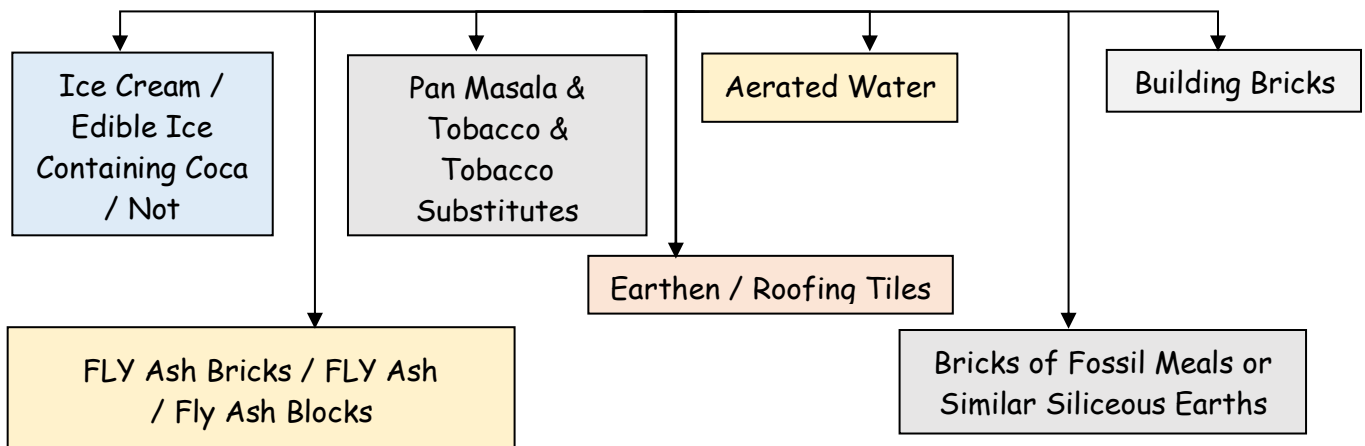 Ice Cream /
Edible Ice
Containing Coca
/ Not
Pan Masala &
Tobacco &
Tobacco
Substitutes
Aerated Water
Building Bricks
Earthen / Roofing Tiles
FLY Ash Bricks / FLY Ash
/ Fly Ash Blocks
Bricks of Fossil Meals or
Similar Siliceous Earths